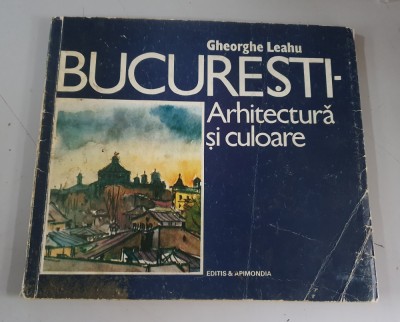 Gheorghe Leahu
BUCUREȘTI-
Arhitectură
și culoare
EDITIS & APIMONDIA